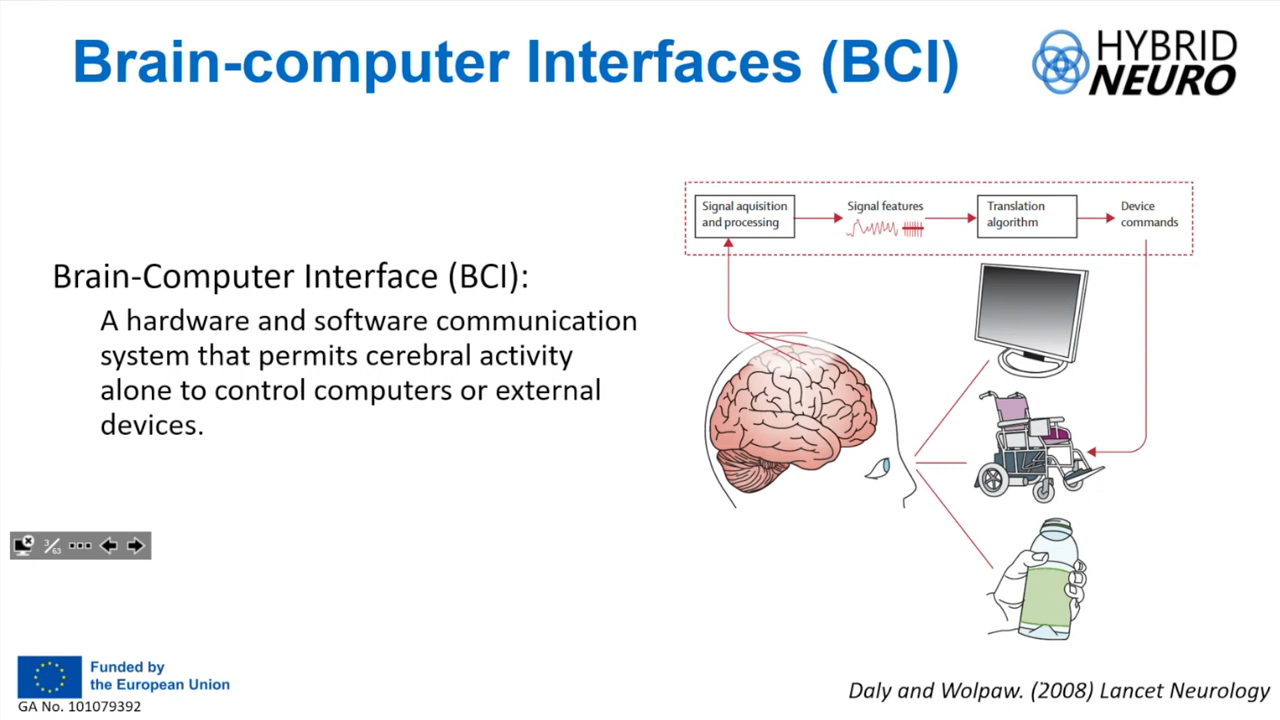 Brain-computer Interfaces (BCI)
HYBRID
NEURO
Signal aquisition
and processing
Signal features
Translation
algorithm
Device
commands
Brain-Computer Interface (BCI):
A hardware and software communication
system that permits cerebral activity
alone to control computers or external
devices.
3/63
Funded by
the European Union
GA No. 101079392
Daly and Wolpaw. (2008) Lancet Neurology